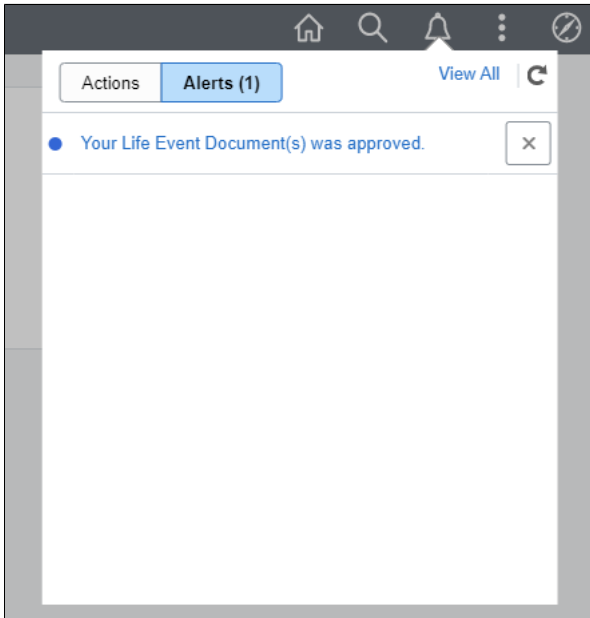 Actions
Alerts (1)
View All
Your Life Event Document(s) was approved.